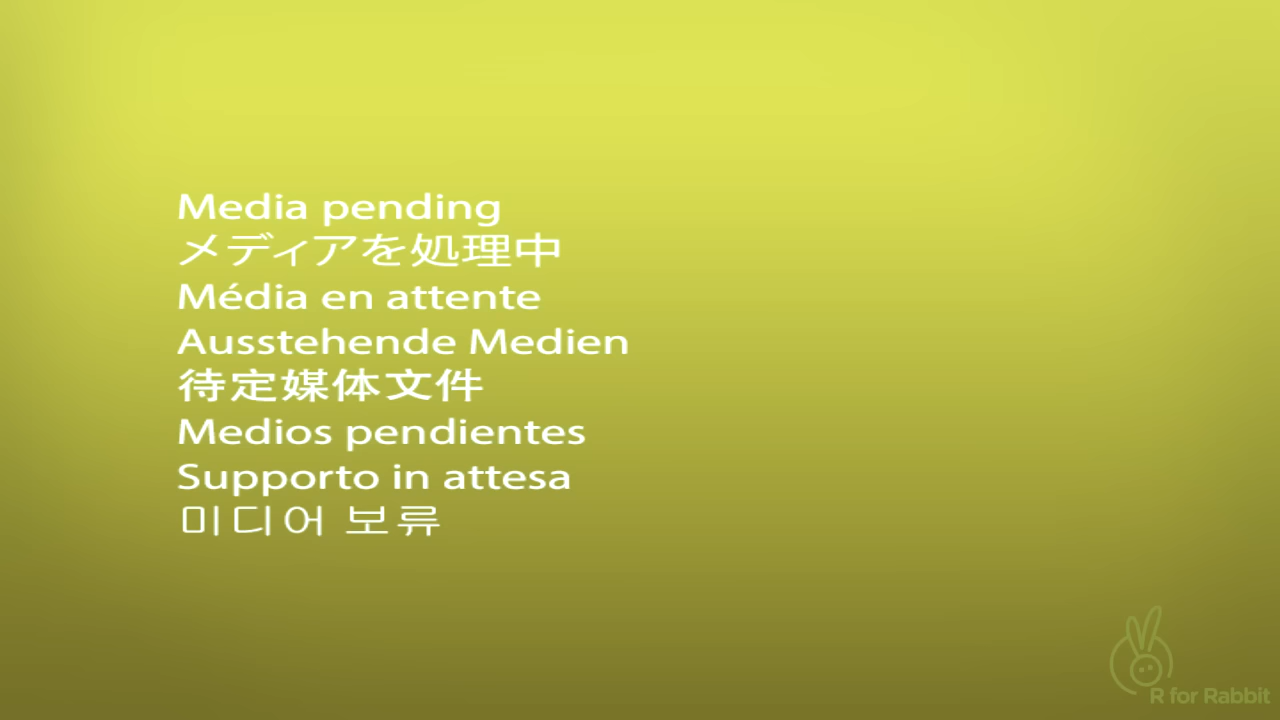 Media pending
メディアを処理中
Média en attente
Ausstehende Medien
待定媒体文件
Medios pendientes
Supporto in attesa
미디어 보류
R for Rabbit